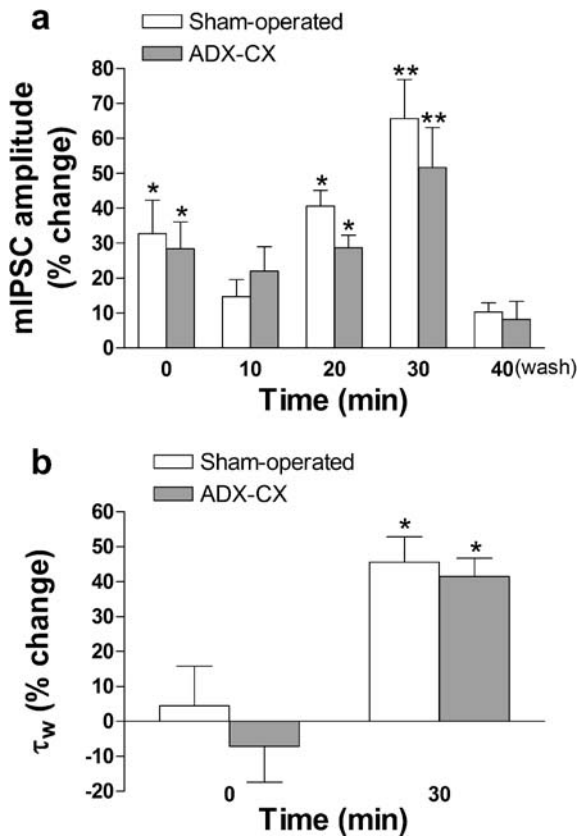 a
Sham-operated
ADX-CX
mIPSC amplitude
(% change)
80
70
60
50
40
30
20
10
0
* * * * ** **
0 10 20 30 40(wash)
Time (min)
b
Sham-operated
ADX-CX
τw (% change)
60
50
40
30
20
10
0
-10
-20
* *
0 30
Time (min)